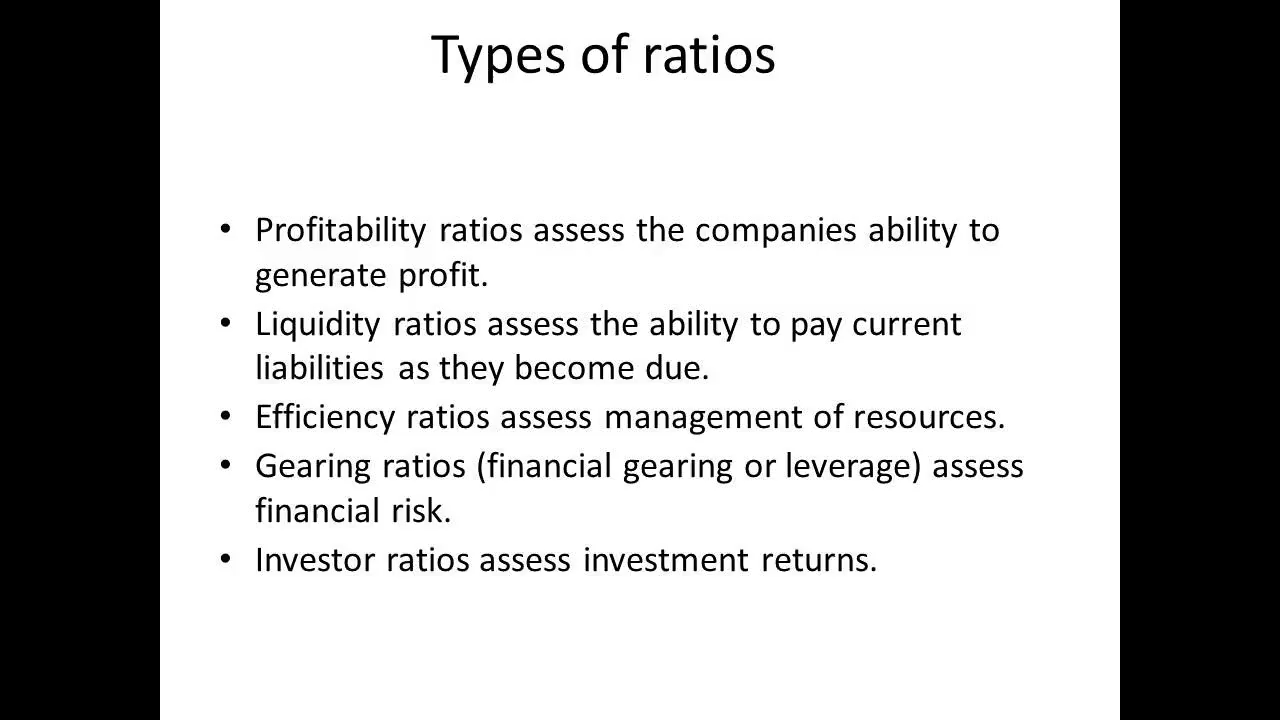 Types of ratios
• Profitability ratios assess the companies ability to
generate profit.
• Liquidity ratios assess the ability to pay current
liabilities as they become due.
• Efficiency ratios assess management of resources.
• Gearing ratios (financial gearing or leverage) assess
financial risk.
• Investor ratios assess investment returns.